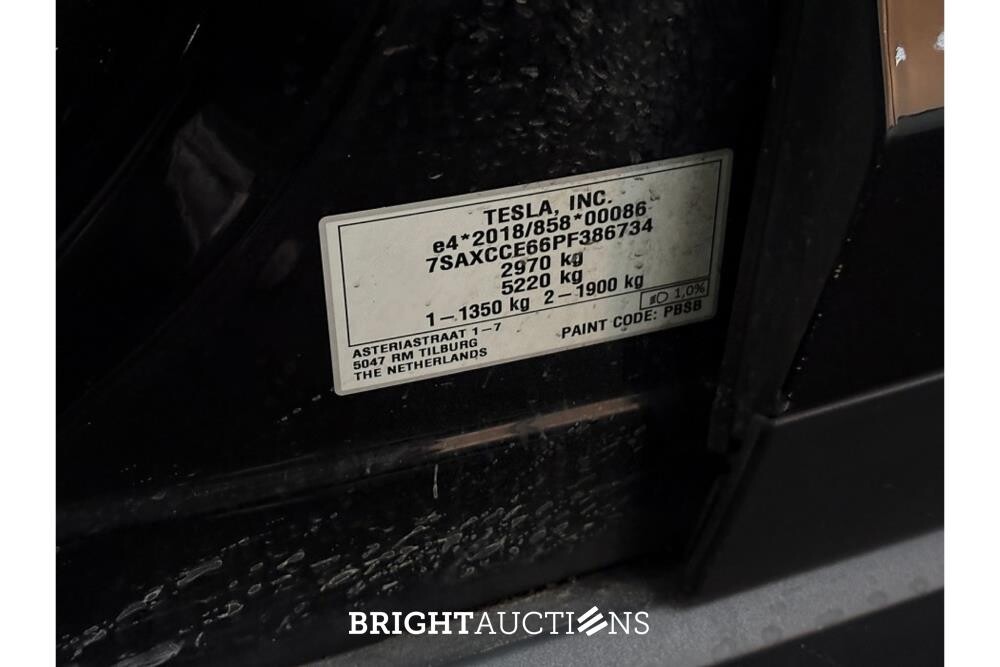 TESLA, INC.
e4*2018/858*00086
7SAXCCE66PF386734
2970 kg
5220 kg
1–1350 kg 2–1900 kg
1,0%
ASTERIASTRAAT 1–7
5047 RM TILBURG
THE NETHERLANDS
PAINT CODE: PBSB
BRIGHTAUCTIONS